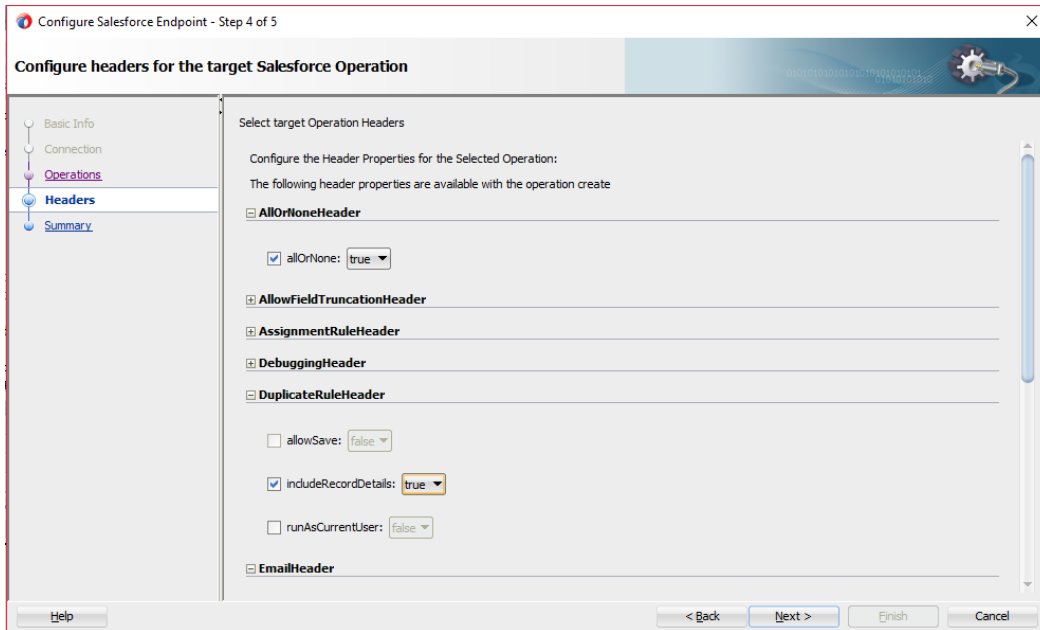 Configure Salesforce Endpoint - Step 4 of 5
Configure headers for the target Salesforce Operation
Basic Info
Connection
Operations
Headers
Summary
Select target Operation Headers
Configure the Header Properties for the Selected Operation:
The following header properties are available with the operation create
AllOrNoneHeader
allOrNone: true
AllowFieldTruncationHeader
AssignmentRuleHeader
DebuggingHeader
DuplicateRuleHeader
allowSave: false
includeRecordDetails: true
runAsCurrentUser: false
EmailHeader
Help
< Back
Next >
Finish
Cancel